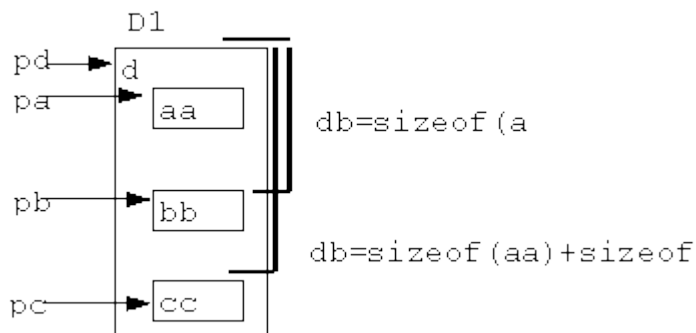 D1
pd
d
pa
aa
db=sizeof(a
pb
bb
db=sizeof(aa)+sizeof
pc
cc